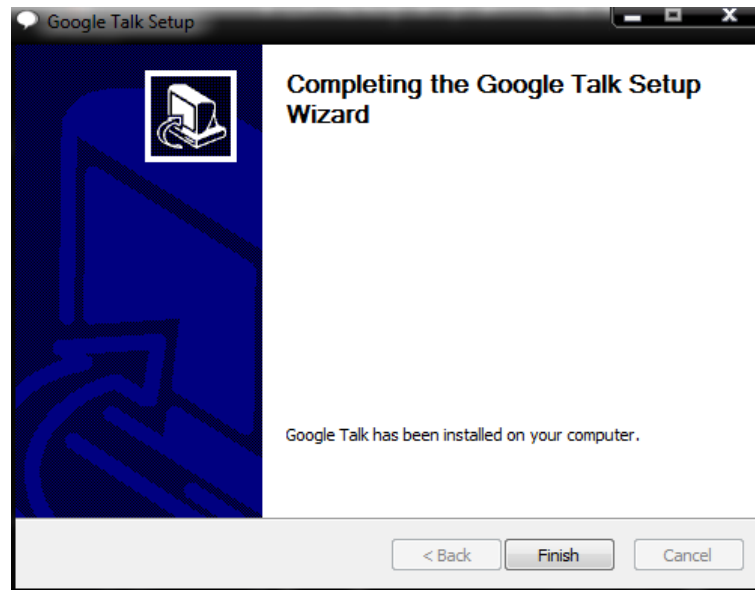 Google Talk Setup
Completing the Google Talk Setup
Wizard
Google Talk has been installed on your computer.
< Back
Finish
Cancel